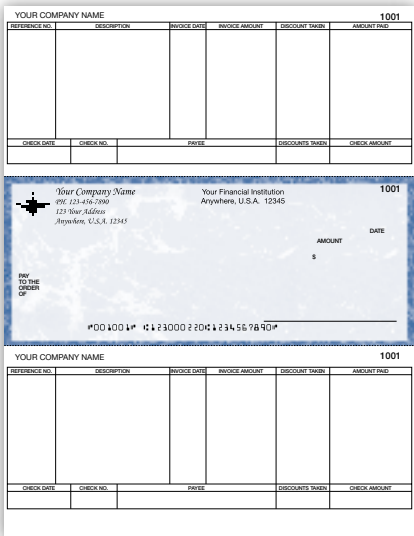 YOUR COMPANY NAME 1001
REFERENCE NO. DESCRIPTION INVOICE DATE INVOICE AMOUNT DISCOUNT TAKEN AMOUNT PAID
CHECK DATE CHECK NO. PAYEE DISCOUNTS TAKEN CHECK AMOUNT
Your Company Name Your Financial Institution 1001
PH. 123-456-7890 Anywhere, U.S.A. 12345
123 Your Address
Anywhere, U.S.A. 12345
DATE
AMOUNT
$
PAY
TO THE
ORDER
OF
⑈001001⑈ ⑆123000220⑆1234567890⑈
YOUR COMPANY NAME 1001
REFERENCE NO. DESCRIPTION INVOICE DATE INVOICE AMOUNT DISCOUNT TAKEN AMOUNT PAID
CHECK DATE CHECK NO. PAYEE DISCOUNTS TAKEN CHECK AMOUNT